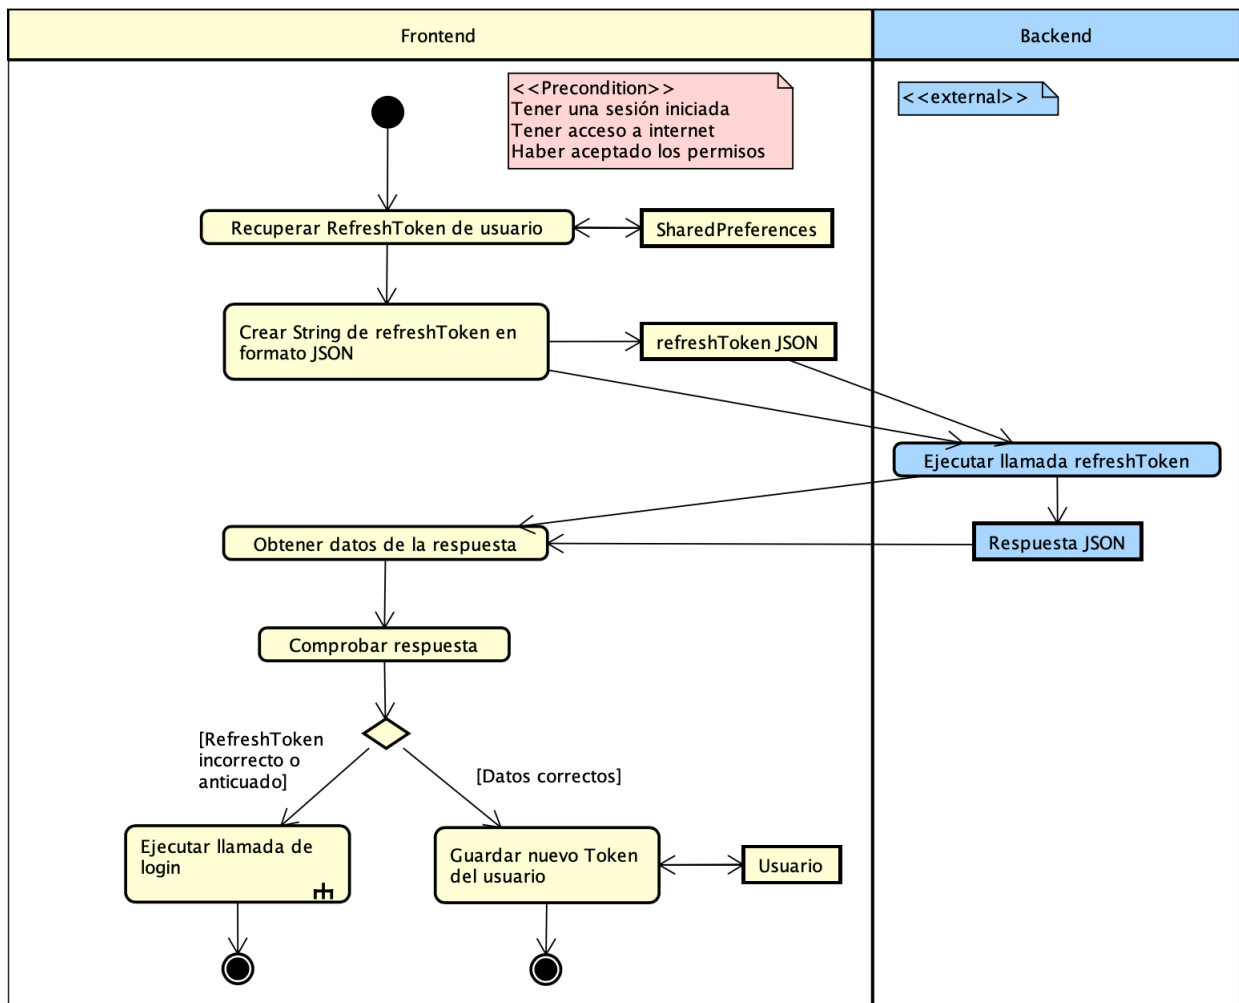 Frontend
Backend
<<Precondition>>
Tener una sesión iniciada
Tener acceso a internet
Haber aceptado los permisos
<<external>>
Recuperar RefreshToken de usuario
SharedPreferences
Crear String de refreshToken en
formato JSON
refreshToken JSON
Ejecutar llamada refreshToken
Obtener datos de la respuesta
Respuesta JSON
Comprobar respuesta
[RefreshToken
incorrecto o
anticuado]
[Datos correctos]
Ejecutar llamada de
login
Guardar nuevo Token
del usuario
Usuario